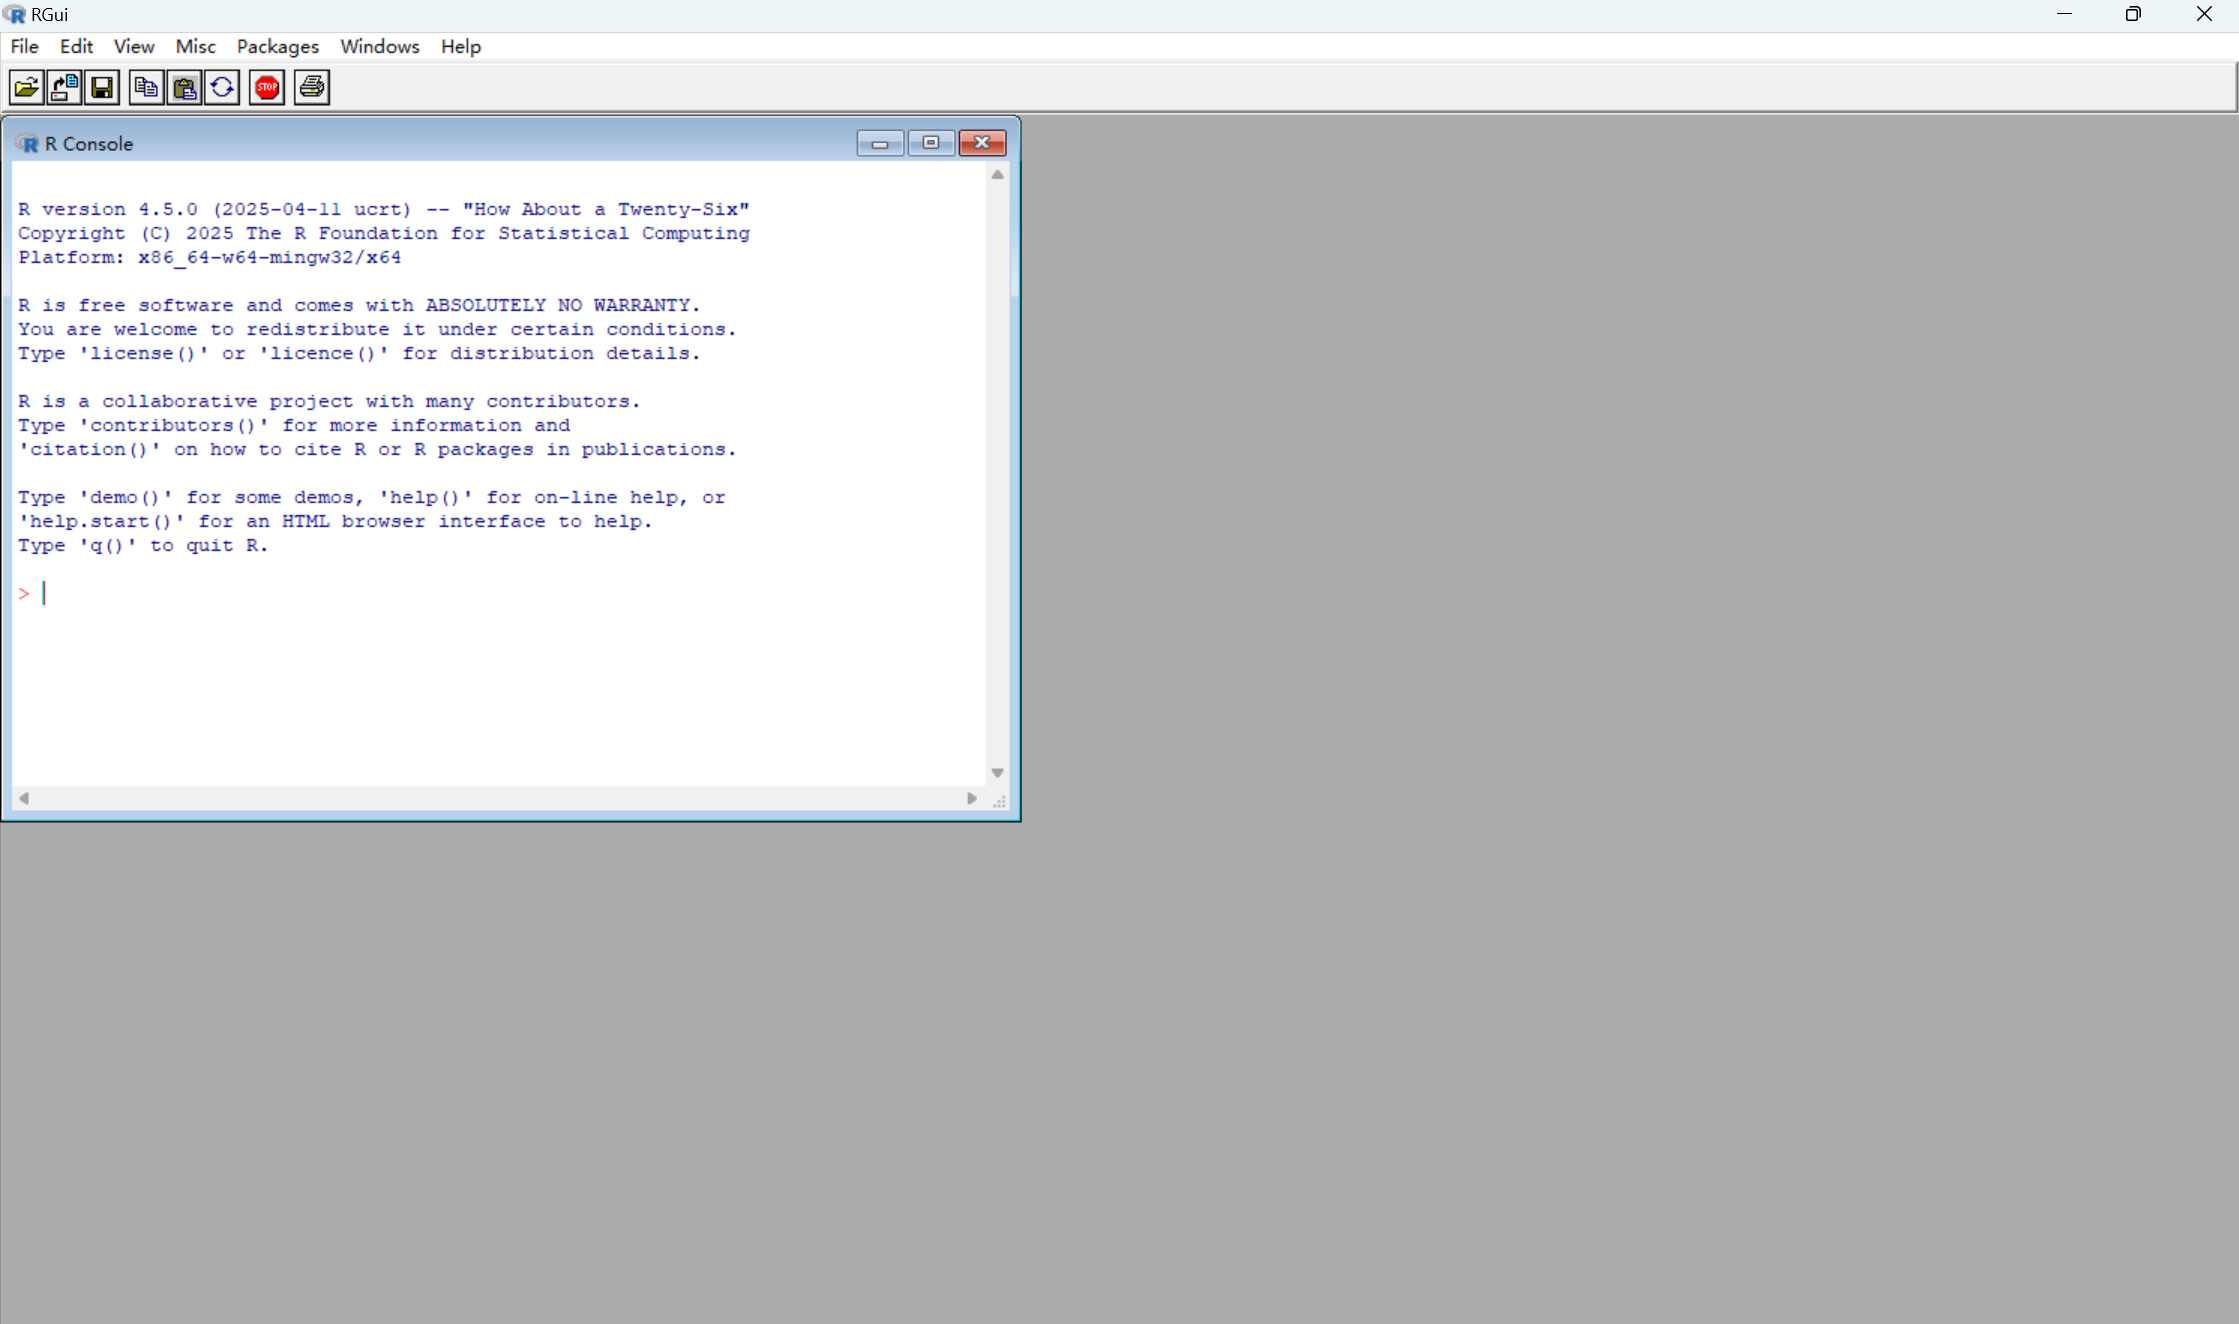 RGui
File Edit View Misc Packages Windows Help
STOP
R Console
R version 4.5.0 (2025-04-11 ucrt) -- "How About a Twenty-Six"
Copyright (C) 2025 The R Foundation for Statistical Computing
Platform: x86_64-w64-mingw32/x64
R is free software and comes with ABSOLUTELY NO WARRANTY.
You are welcome to redistribute it under certain conditions.
Type 'license()' or 'licence()' for distribution details.
R is a collaborative project with many contributors.
Type 'contributors()' for more information and
'citation()' on how to cite R or R packages in publications.
Type 'demo()' for some demos, 'help()' for on-line help, or
'help.start()' for an HTML browser interface to help.
Type 'q()' to quit R.
>